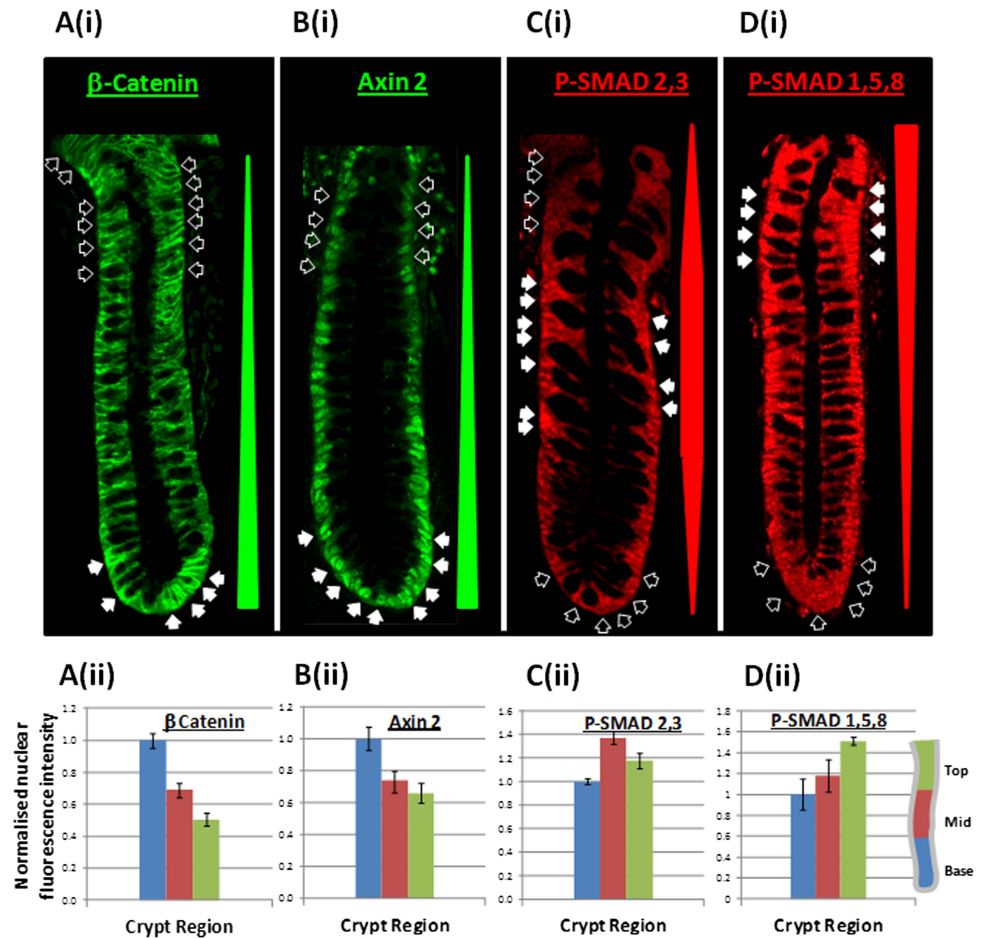 A(i)
B(i)
C(i)
D(i)
β-Catenin
Axin 2
P-SMAD 2,3
P-SMAD 1,5,8
A(ii)
B(ii)
C(ii)
D(ii)
Normalised nuclear
fluorescence intensity
β Catenin
1.2
1.0
0.8
0.6
0.4
0.2
0.0
Crypt Region
Axin 2
1.2
1.0
0.8
0.6
0.4
0.2
0.0
Crypt Region
P-SMAD 2,3
1.6
1.4
1.2
1.0
0.8
0.6
0.4
0.2
0.0
Crypt Region
P-SMAD 1,5,8
1.8
1.6
1.4
1.2
1
0.8
0.6
0.4
0.2
0
Crypt Region
Top
Mid
Base